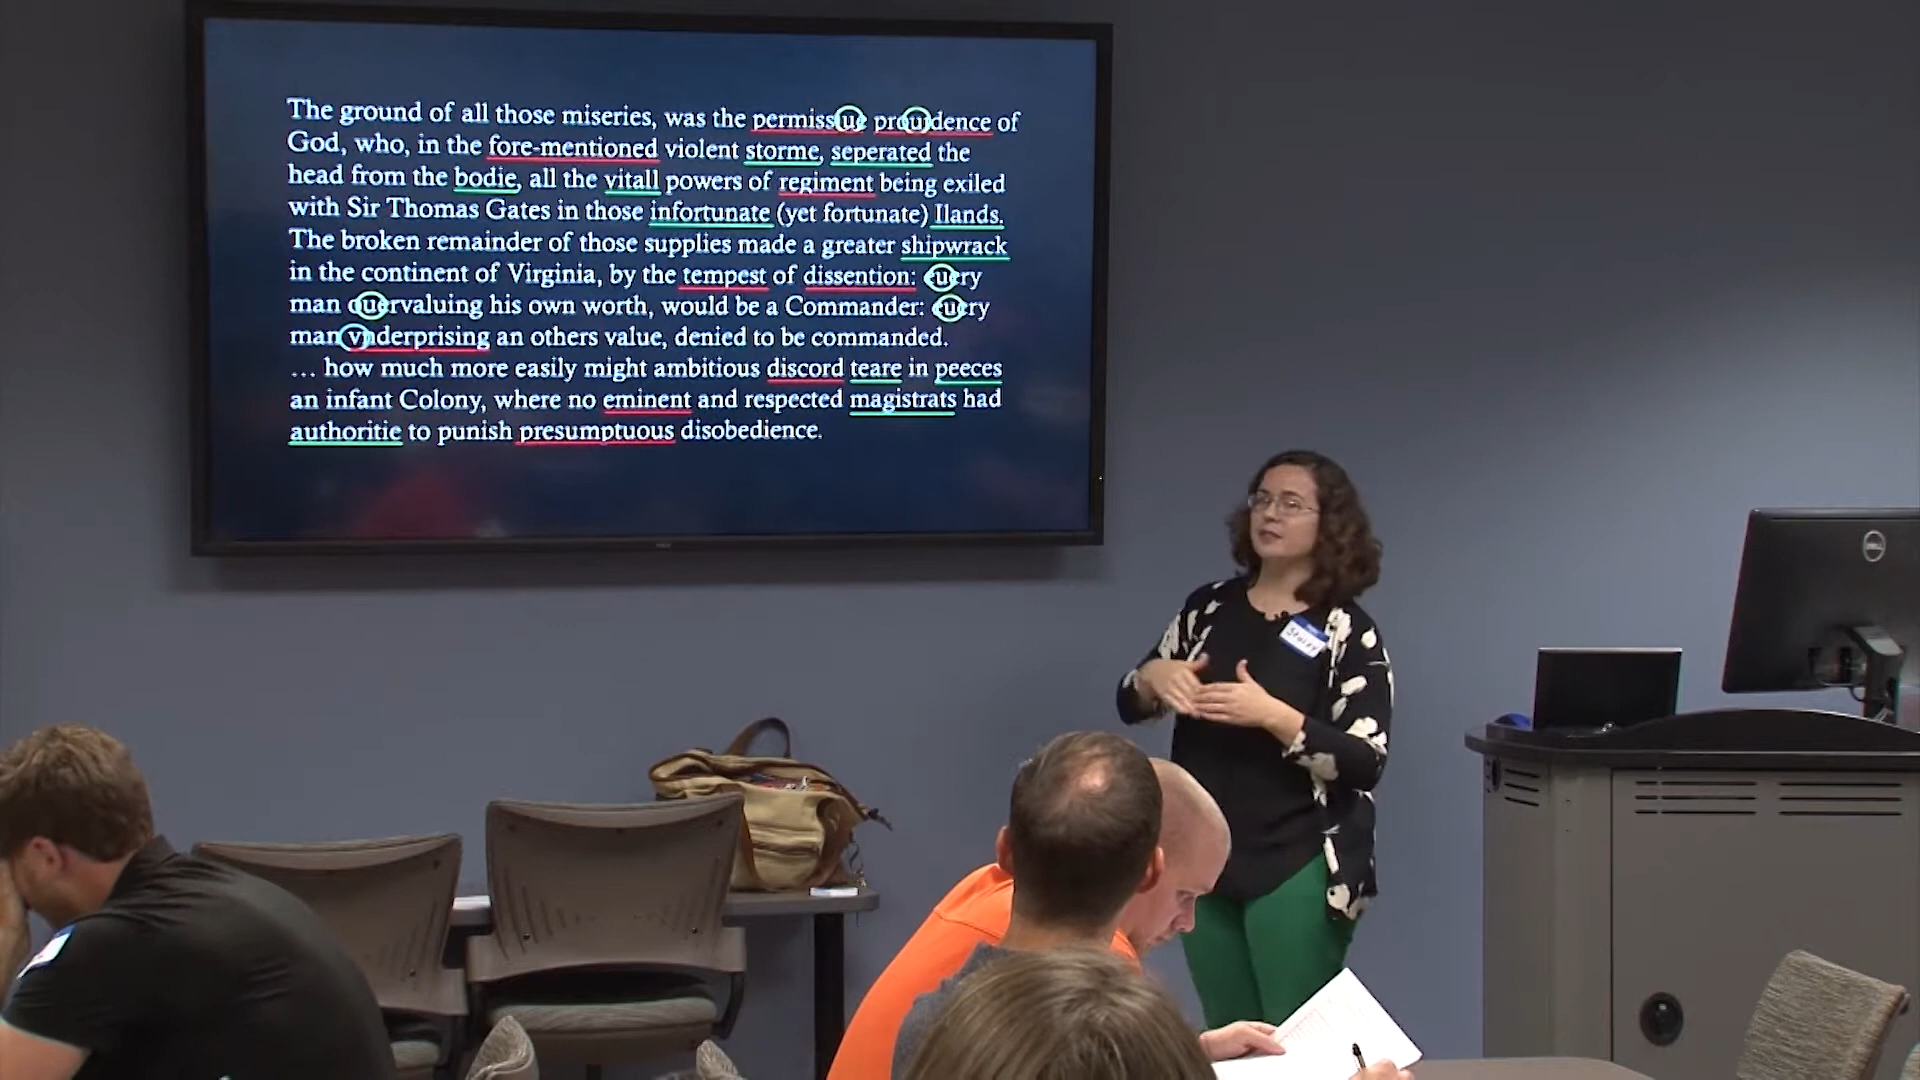 The ground of all those miseries, was the permissiue prouidence of
God, who, in the fore-mentioned violent storme, seperated the
head from the bodie, all the vitall powers of regiment being exiled
with Sir Thomas Gates in those infortunate (yet fortunate) Ilands.
The broken remainder of those supplies made a greater shipwrack
in the continent of Virginia, by the tempest of dissention: euery
man ouervaluing his own worth, would be a Commander: euery
man vnderprising an others value, denied to be commanded.
… how much more easily might ambitious discord teare in peeces
an infant Colony, where no eminent and respected magistrats had
authoritie to punish presumptuous disobedience.
Stacey
DELL